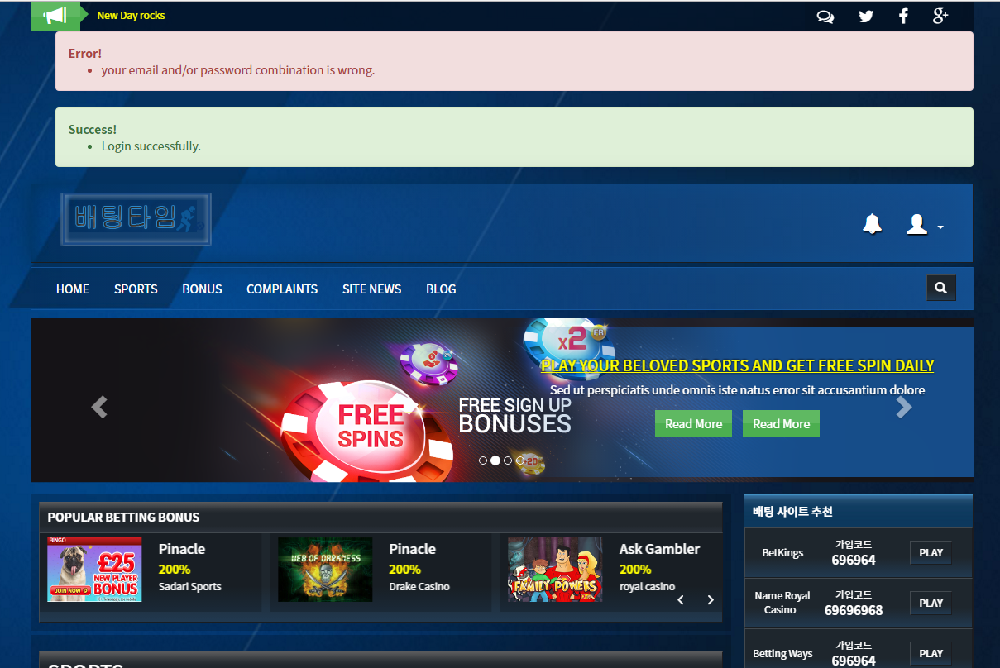 New Day rocks
Error!
your email and/or password combination is wrong.
Success!
Login successfully.
배팅타임
HOME SPORTS BONUS COMPLAINTS SITE NEWS BLOG
x2 FR
PLAY YOUR BELOVED SPORTS AND GET FREE SPIN DAILY
Sed ut perspiciatis unde omnis iste natus error sit accusantium dolore
FREE
SPINS
FREE SIGN UP
BONUSES
Read More Read More
20
POPULAR BETTING BONUS
BINGO
£25
NEW PLAYER
BONUS
JOIN NOW
Pinacle
200%
Sadari Sports
WEB OF DARKNESS
Pinacle
200%
Drake Casino
FAMILY POWERS
Ask Gambler
200%
royal casino
SPORTS
배팅 사이트 추천
BetKings 가입코드 696964 PLAY
Name Royal Casino 가입코드 69696968 PLAY
Betting Ways 가입코드 696964 PLAY